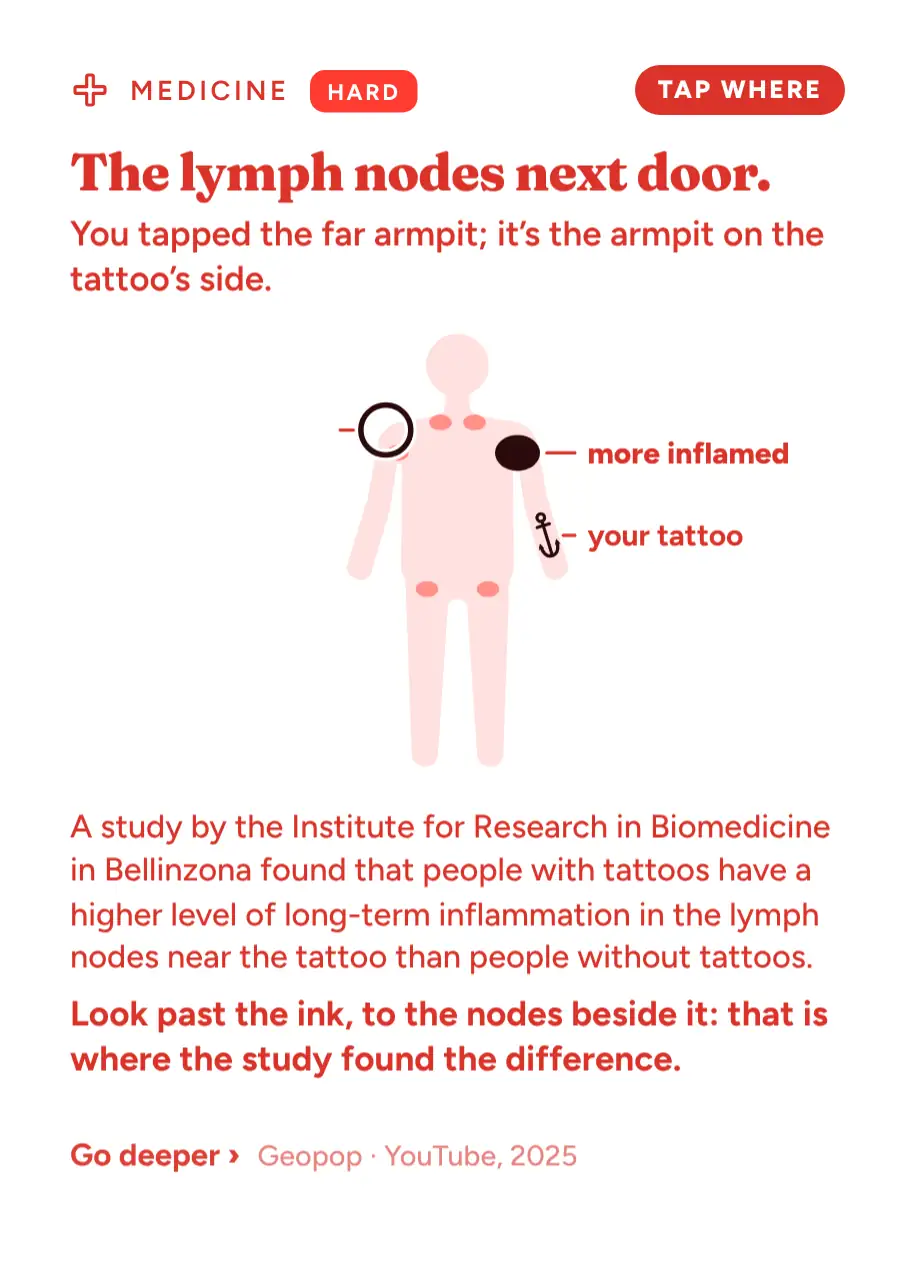 MEDICINE HARD TAP WHERE
The lymph nodes next door.
You tapped the far armpit; it’s the armpit on the
tattoo’s side.
more inflamed
your tattoo
A study by the Institute for Research in Biomedicine
in Bellinzona found that people with tattoos have a
higher level of long-term inflammation in the lymph
nodes near the tattoo than people without tattoos.
Look past the ink, to the nodes beside it: that is
where the study found the difference.
Go deeper › Geopop · YouTube, 2025